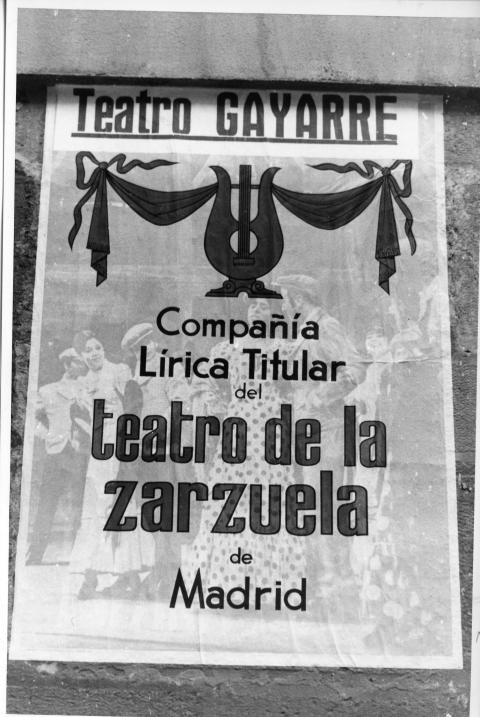 Teatro GAYARRE
Compañía
Lírica Titular
del
teatro de la
zarzuela
de
Madrid